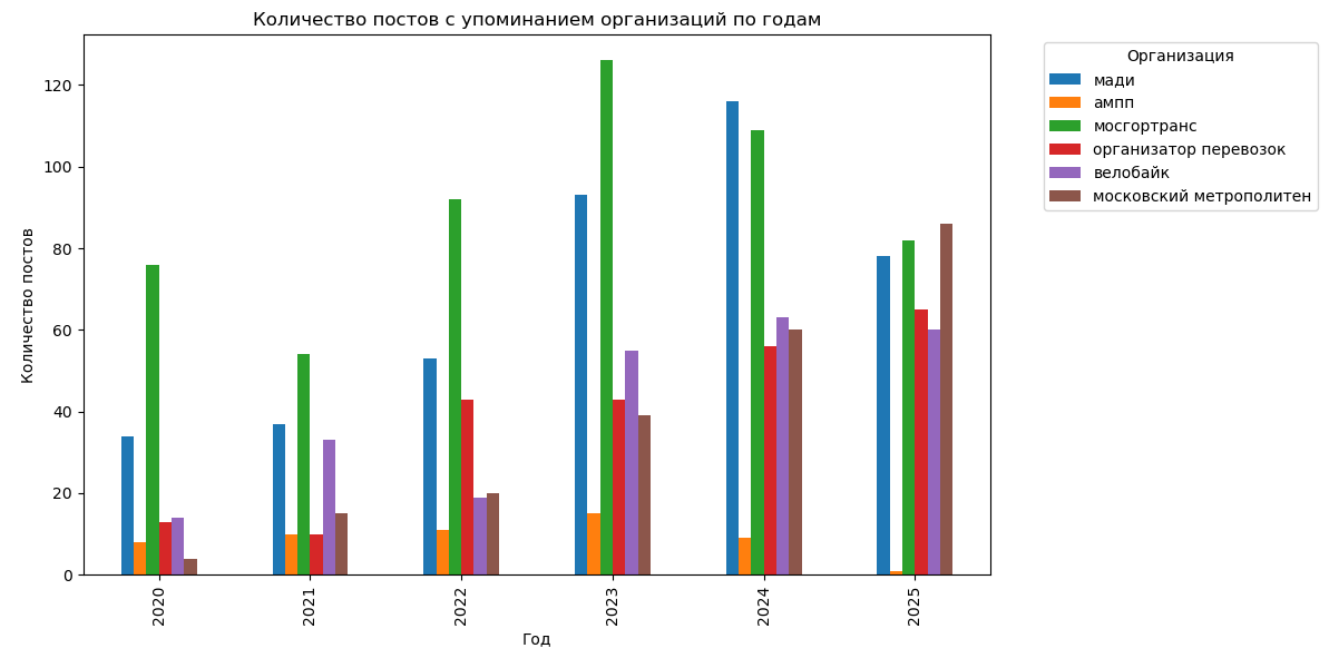 Количество постов с упоминанием организаций по годам
Организация
мади
ампп
мосгортранс
организатор перевозок
велобайк
московский метрополитен
Количество постов
120
100
80
60
40
20
0
2020
2021
2022
2023
2024
2025
Год